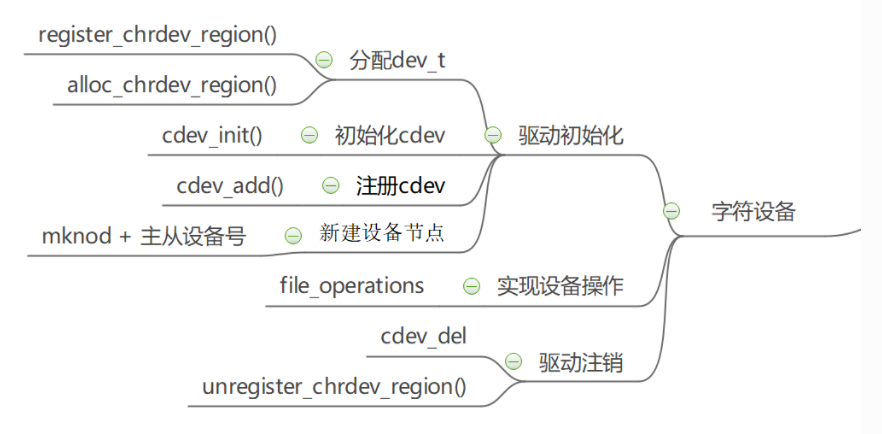 register_chrdev_region()
分配dev_t
alloc_chrdev_region()
cdev_init()
初始化cdev
驱动初始化
cdev_add()
注册cdev
字符设备
mknod + 主从设备号
新建设备节点
file_operations
实现设备操作
cdev_del
驱动注销
unregister_chrdev_region()